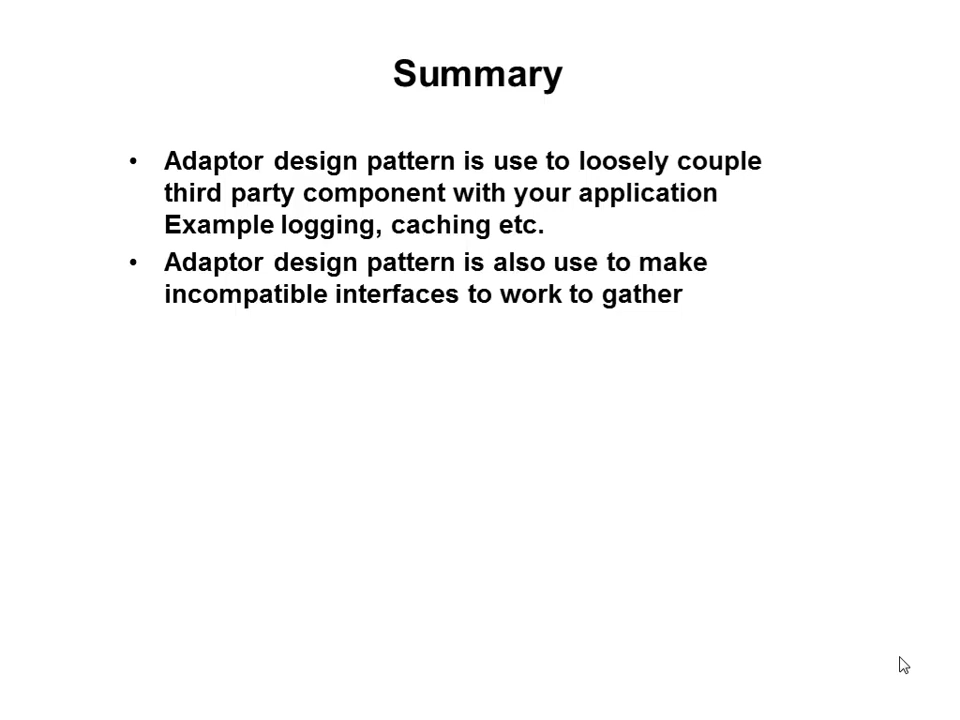 Summary
• Adaptor design pattern is use to loosely couple
third party component with your application
Example logging, caching etc.
• Adaptor design pattern is also use to make
incompatible interfaces to work to gather